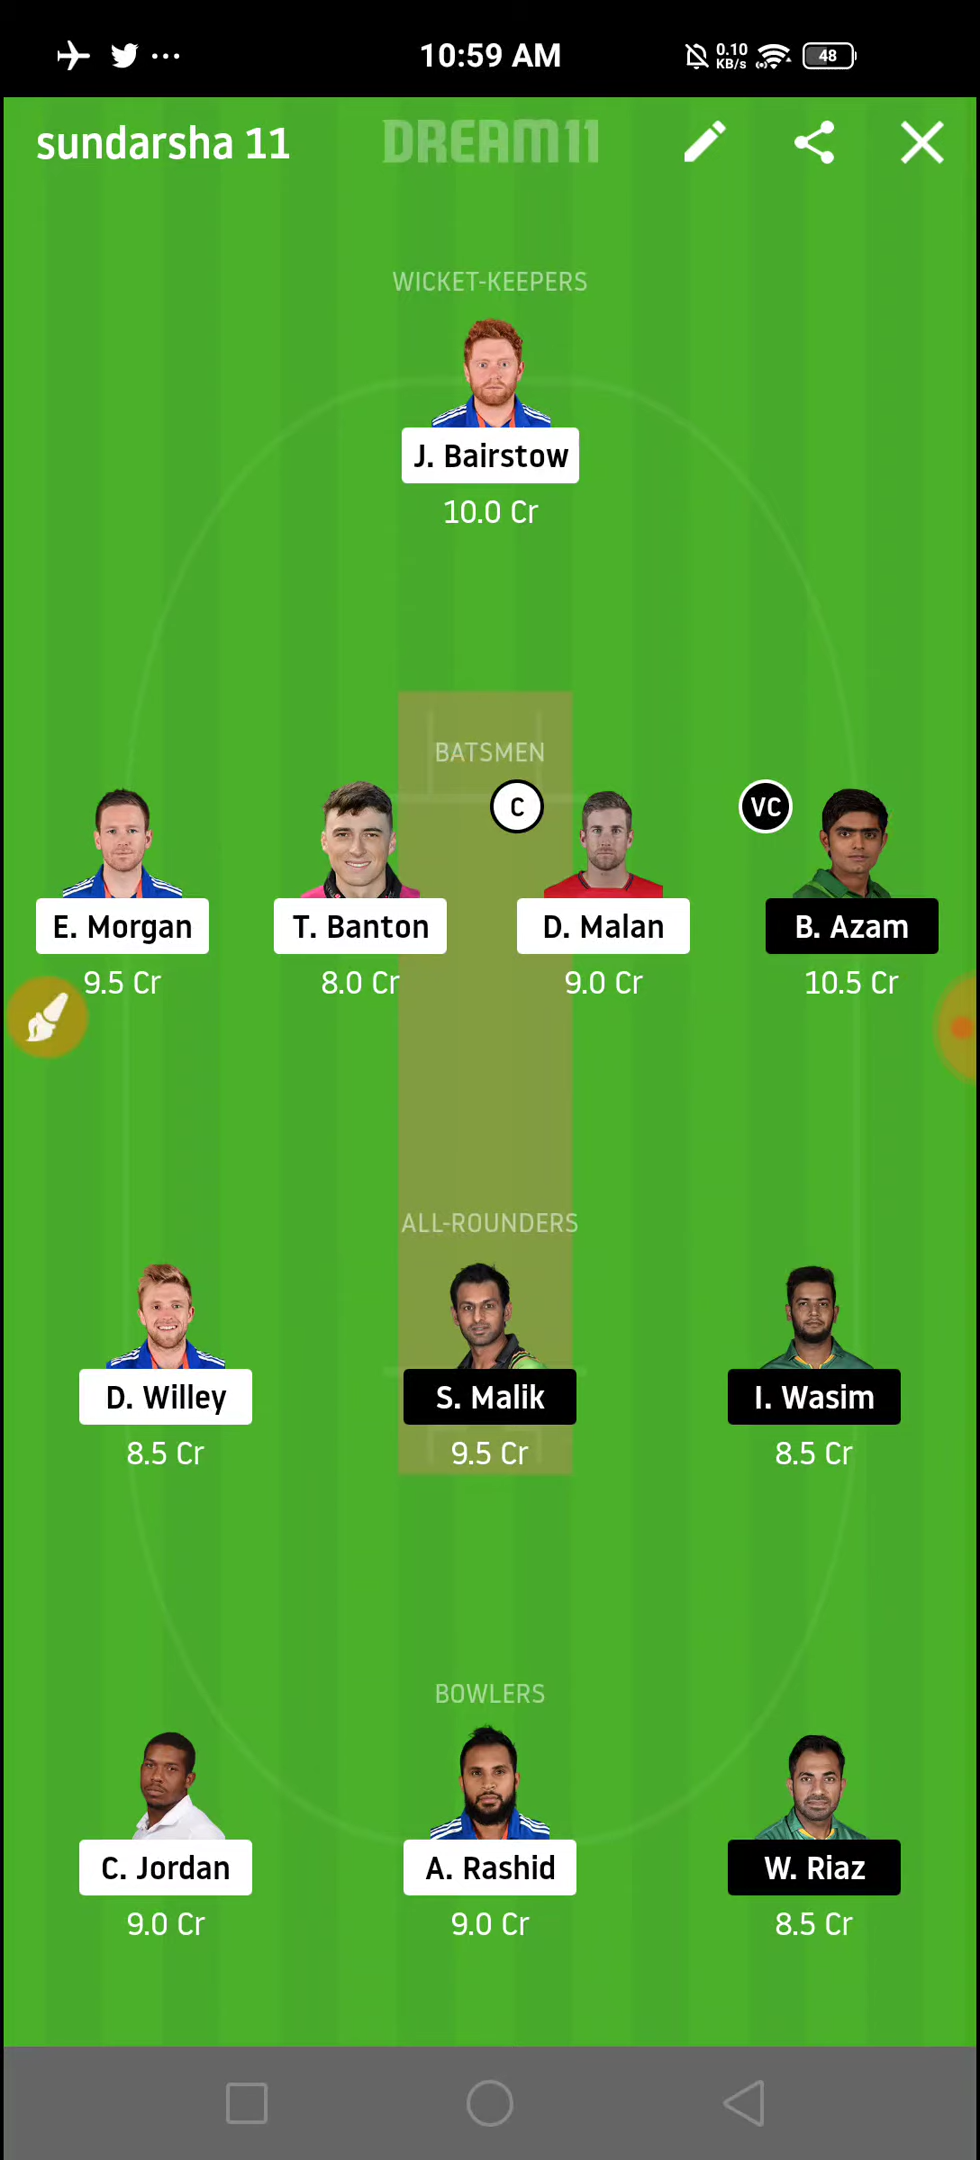 10:59 AM
0.10
KB/s
48
sundarsha 11
DREAM11
WICKET-KEEPERS
J. Bairstow
10.0 Cr
BATSMEN
C
VC
E. Morgan
T. Banton
D. Malan
B. Azam
9.5 Cr
8.0 Cr
9.0 Cr
10.5 Cr
ALL-ROUNDERS
D. Willey
S. Malik
I. Wasim
8.5 Cr
9.5 Cr
8.5 Cr
BOWLERS
C. Jordan
A. Rashid
W. Riaz
9.0 Cr
9.0 Cr
8.5 Cr